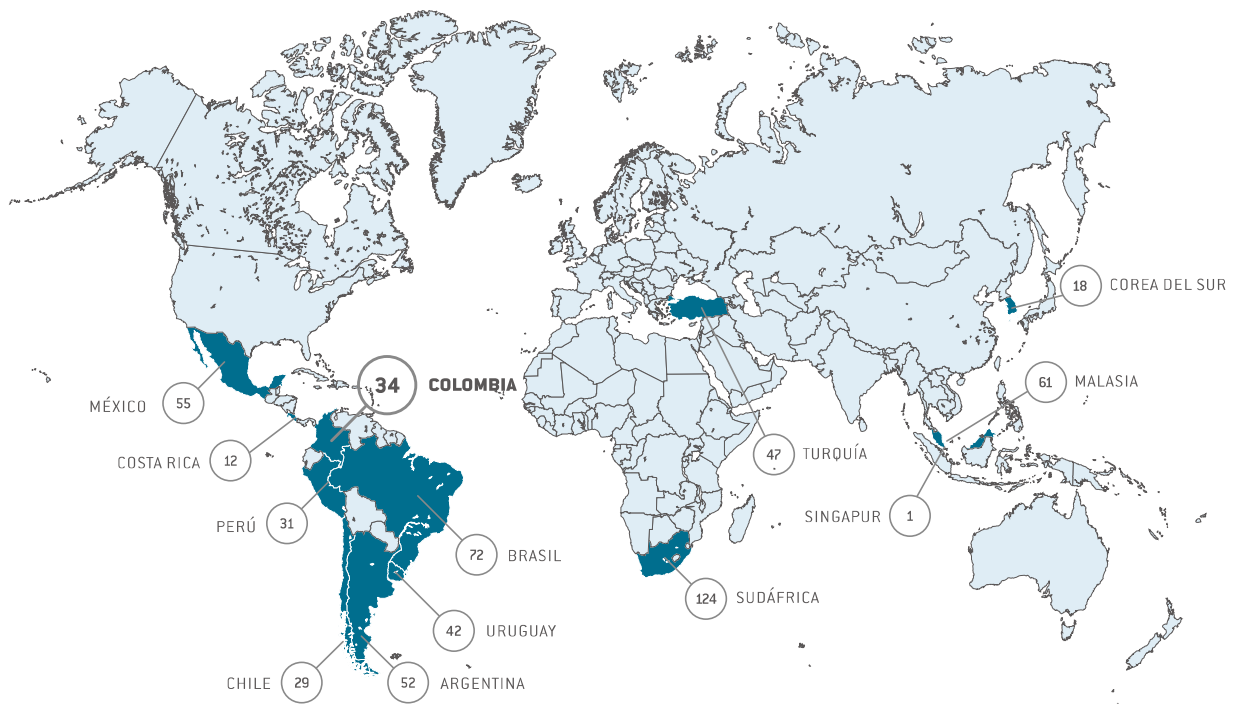 18 COREA DEL SUR
34 COLOMBIA
61 MALASIA
MÉXICO 55
COSTA RICA 12
47 TURQUÍA
PERÚ 31
SINGAPUR 1
72 BRASIL
124 SUDÁFRICA
42 URUGUAY
CHILE 29
52 ARGENTINA